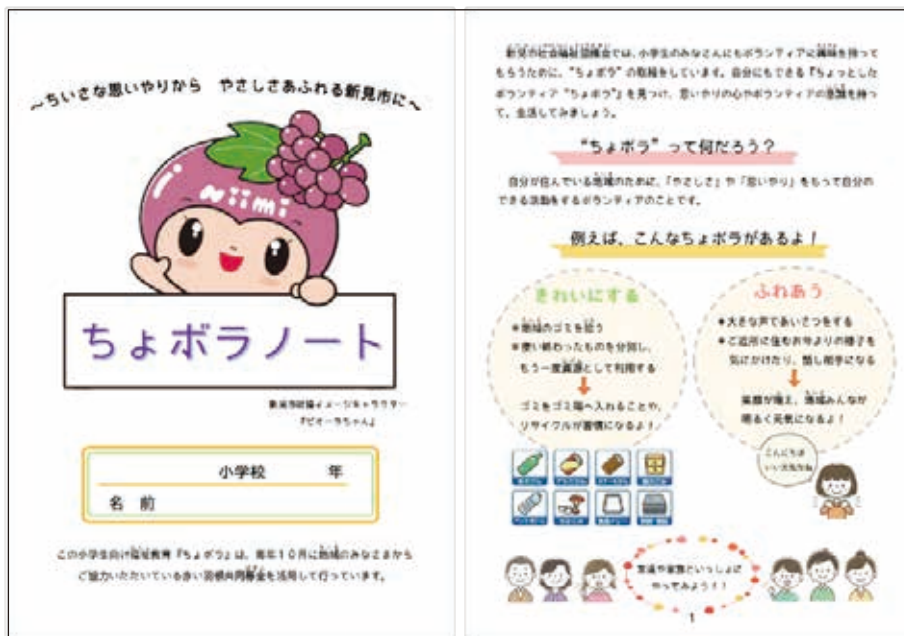 ～ちいさな思いやりから　やさしさあふれる新見市に～
Niimi
ちょボラノート
新見市社協イメージキャラクター
『ピオーラちゃん』
小学校　年
名 前
この小学生向け福祉教育『ちょボラ』は、毎年１０月に地域のみなさまから
ご協力いただいている赤い羽根共同募金を活用して行っています。
新見市社会福祉協議会では、小学生のみなさんにもボランティアに興味を持って
もらうために、“ちょボラ”の取組をしています。自分にもできる『ちょっとした
ボランティア“ちょボラ”』を見つけ、思いやりの心やボランティアの意識を持っ
て、生活してみましょう。
“ちょボラ”って何だろう？
自分が住んでいる地域のために、「やさしさ」や「思いやり」をもって自分の
できる活動をするボランティアのことです。
例えば、こんなちょボラがあるよ！
きれいにする
●地域のゴミを拾う
●使い終わったものを分別し、
もう一度資源として利用する
ゴミをゴミ箱へ入れることや、
リサイクルが習慣になるよ！
ふれあう
●大きな声であいさつをする
●ご近所に住むお年よりの様子を
気にかけたり、話し相手になる
笑顔が増え、地域みんなが
明るく元気になるよ！
こんにちは
いい天気だね
友達や家族といっしょに
やってみよう！！
1